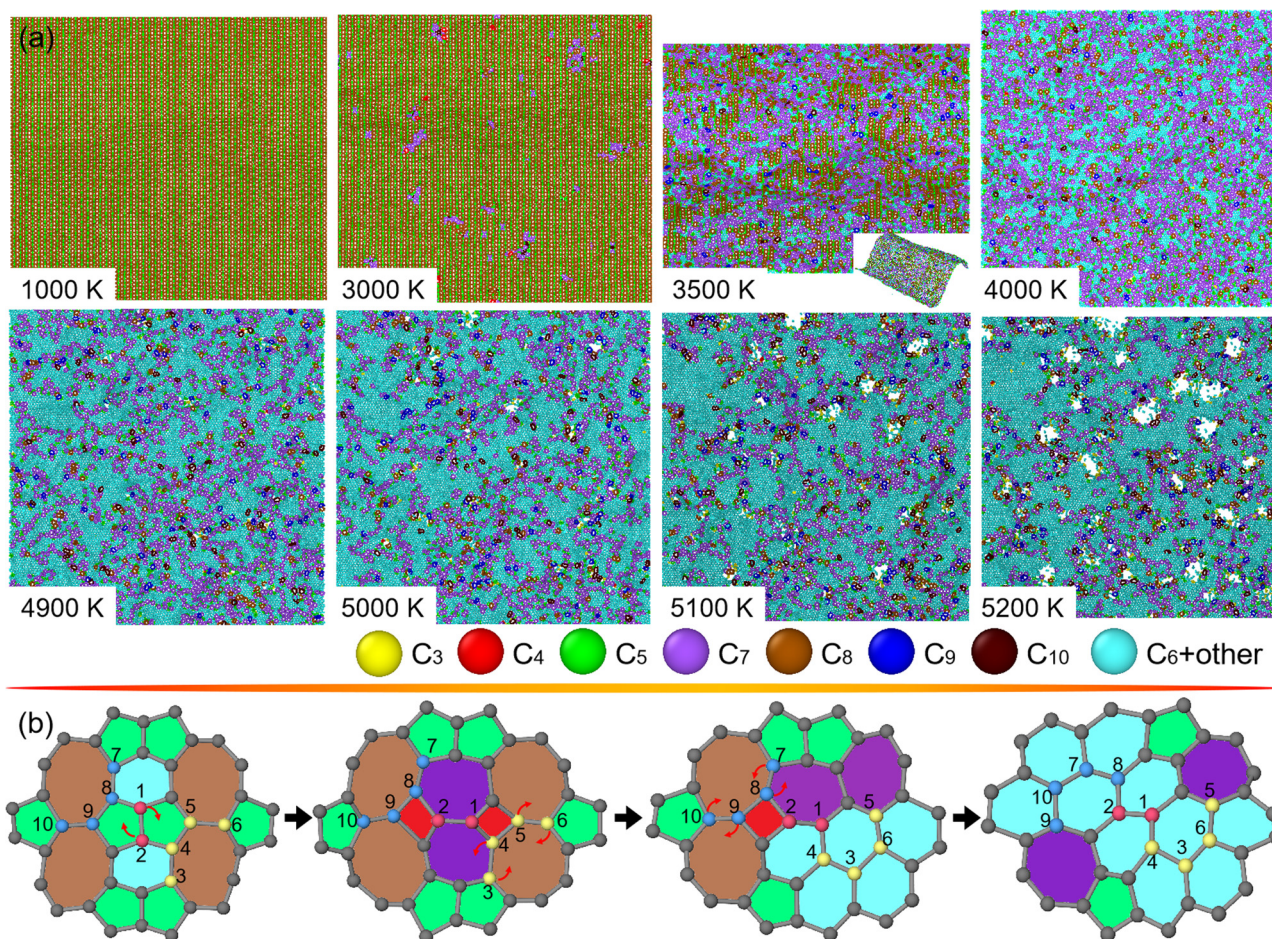 (a)
1000 K
3000 K
3500 K
4000 K
4900 K
5000 K
5100 K
5200 K
C₃ C₄ C₅ C₇ C₈ C₉ C₁₀ C₆+other
(b)
7
8 1
10 9 5 6
2 4
3
7
8
9 2 1
10 5 6
4
3
7
8
10 9 2 1 5
4 6
3
7 8
10 2 1 5
9 6
4 3